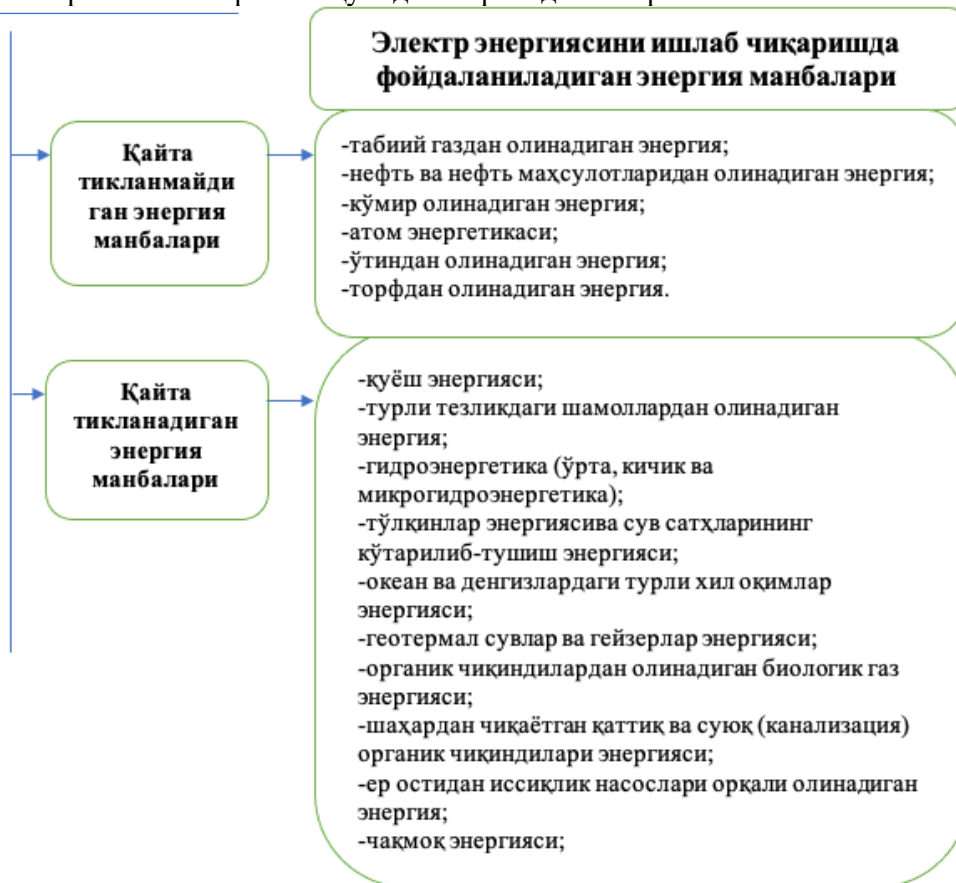 Электр энергиясини ишлаб чиқаришда
фойдаланиладиган энергия манбалари
Қайта
тикланмайди
ган энергия
манбалари
-табиий газдан олинадиган энергия;
-нефть ва нефть маҳсулотларидан олинадиган энергия;
-кўмир олинадиган энергия;
-атом энергетикаси;
-ўтиндан олинадиган энергия;
-торфдан олинадиган энергия.
Қайта
тикланадиган
энергия
манбалари
-қуёш энергияси;
-турли тезликдаги шамоллардан олинадиган
энергия;
-гидроэнергетика (ўрта, кичик ва
микрогидроэнергетика);
-тўлқинлар энергиясива сув сатҳларининг
кўтарилиб-тушиш энергияси;
-океан ва денгизлардаги турли хил оқимлар
энергияси;
-геотермал сувлар ва гейзерлар энергияси;
-органик чиқиндилардан олинадиган биологик газ
энергияси;
-шаҳардан чиқаётган қаттиқ ва суюқ (канализация)
органик чиқиндилари энергияси;
-ер остидан иссиқлик насослари орқали олинадиган
энергия;
-чақмоқ энергияси;